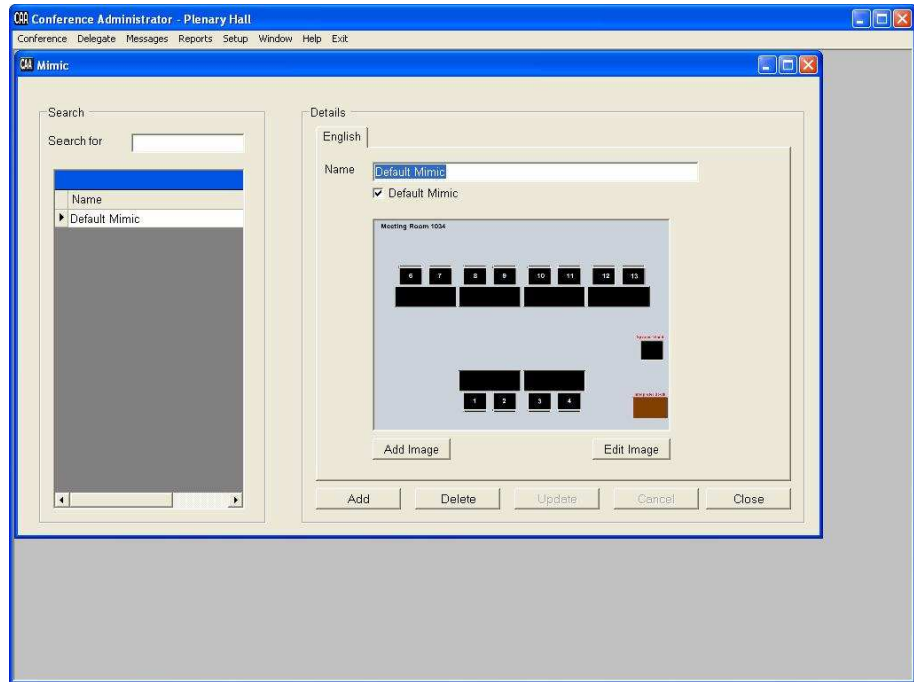 CAA Conference Administrator - Plenary Hall
Conference Delegate Messages Reports Setup Window Help Exit
CAA Mimic
Search
Search for
Name
Default Mimic
Details
English
Name Default Mimic
Default Mimic
Meeting Room 1034
6 7 8 9 10 11 12 13
1 2 3 4
Add Image Edit Image
Add Delete Update Cancel Close